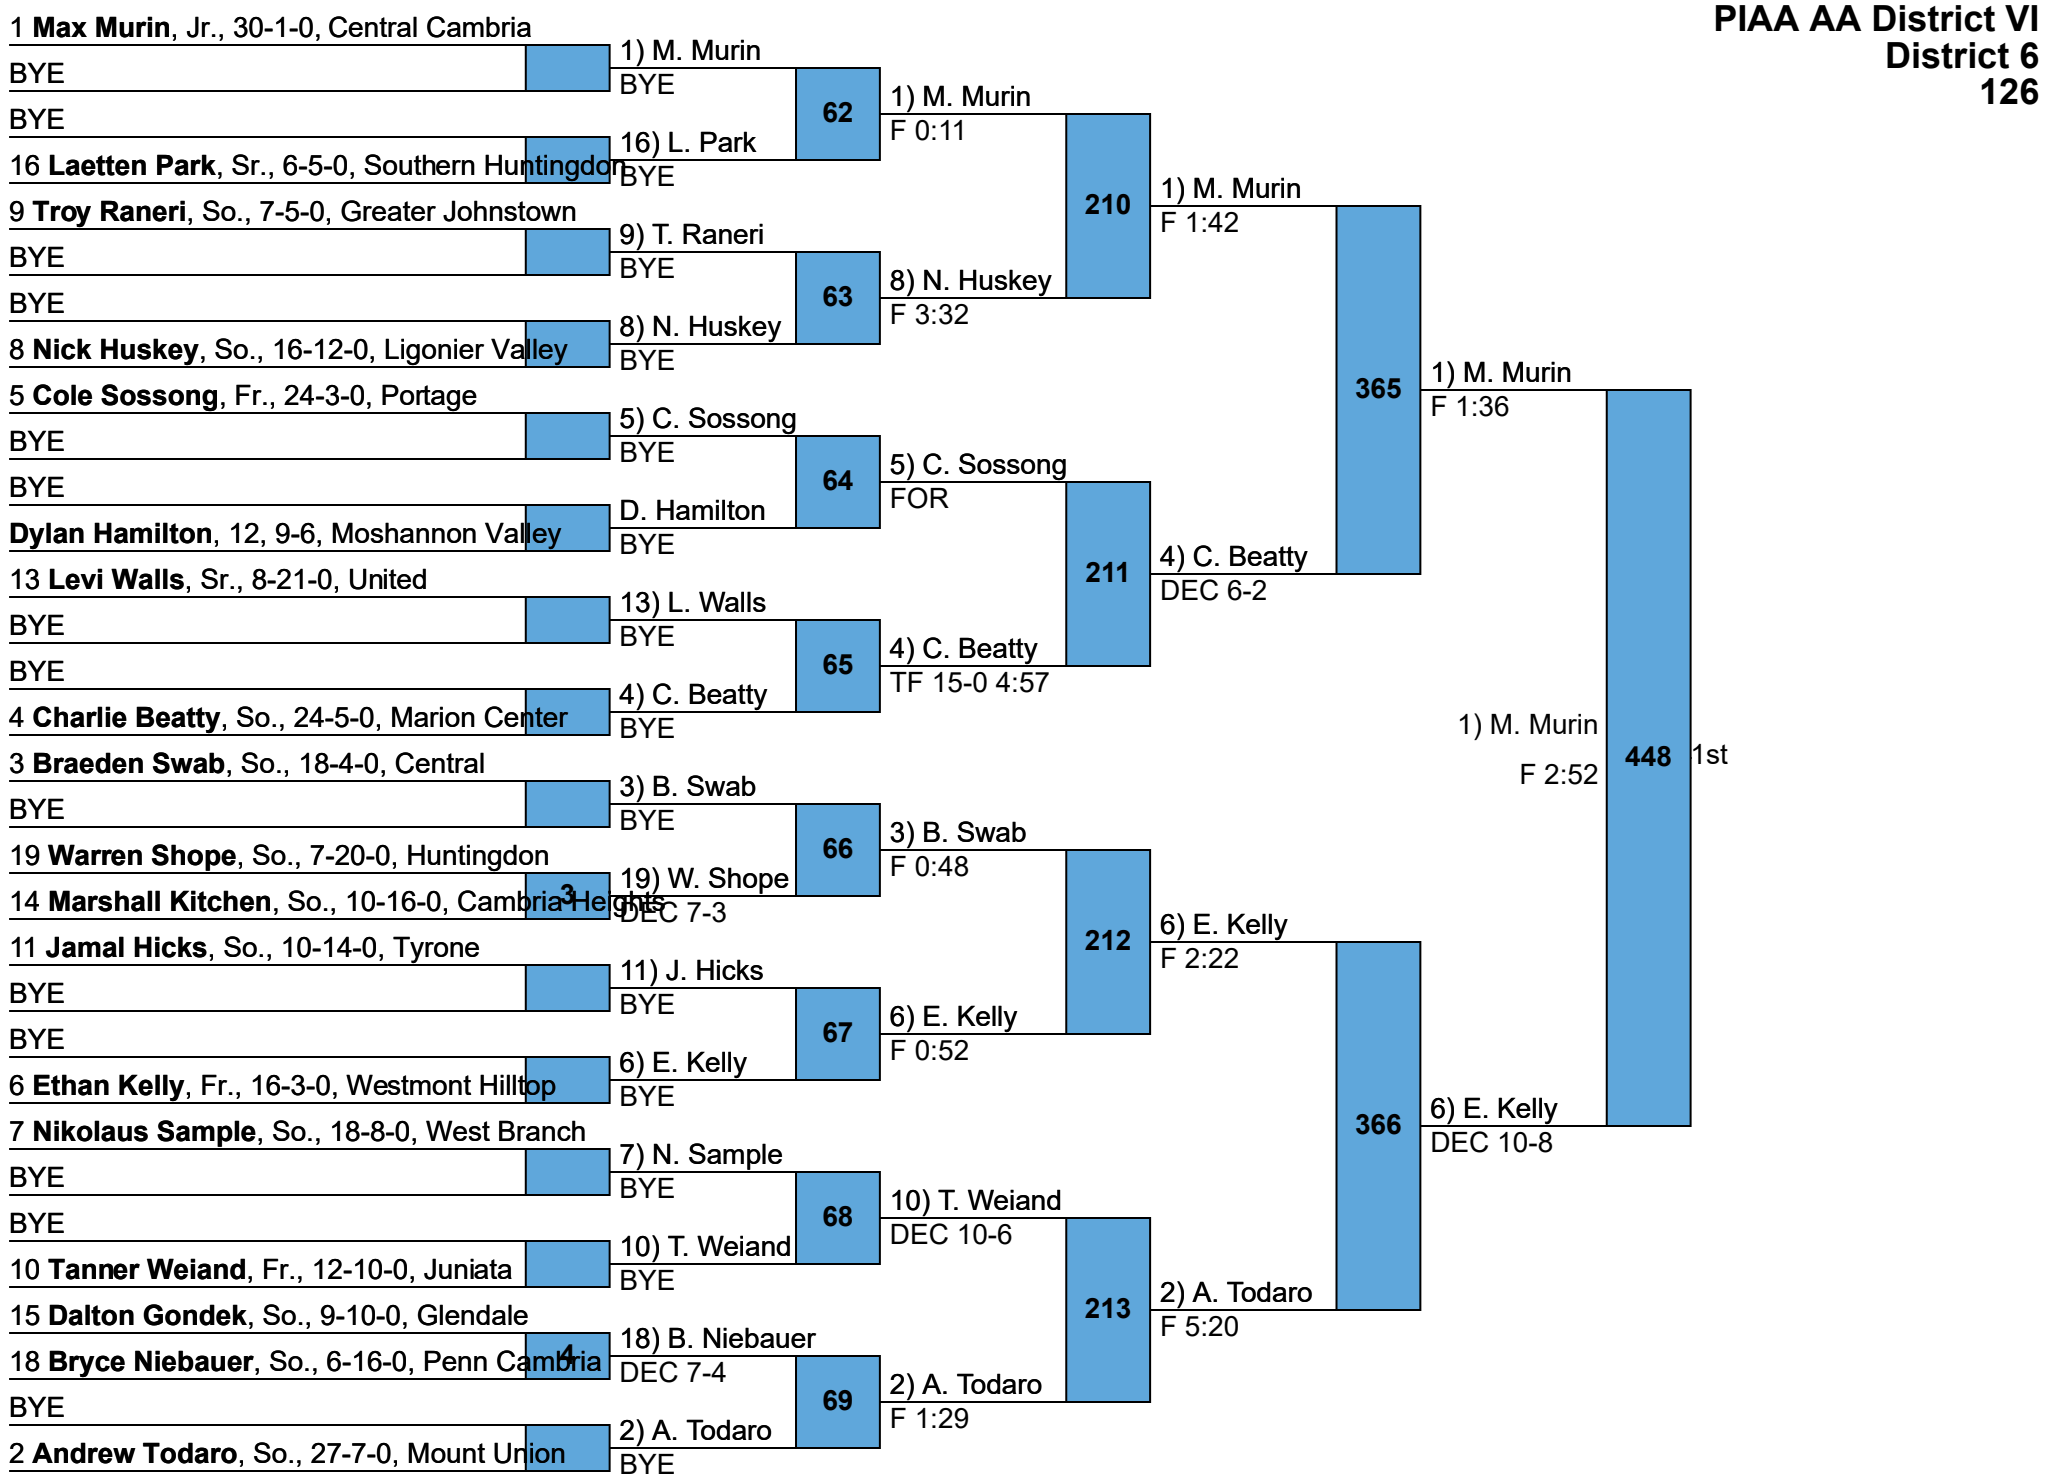 PIAA AA District VI
District 6
126
1 Max Murin, Jr., 30-1-0, Central Cambria
BYE
BYE
16 Laetten Park, Sr., 6-5-0, Southern Huntingdon
9 Troy Raneri, So., 7-5-0, Greater Johnstown
BYE
BYE
8 Nick Huskey, So., 16-12-0, Ligonier Valley
5 Cole Sossong, Fr., 24-3-0, Portage
BYE
BYE
Dylan Hamilton, 12, 9-6, Moshannon Valley
13 Levi Walls, Sr., 8-21-0, United
BYE
BYE
4 Charlie Beatty, So., 24-5-0, Marion Center
3 Braeden Swab, So., 18-4-0, Central
BYE
19 Warren Shope, So., 7-20-0, Huntingdon
3
14 Marshall Kitchen, So., 10-16-0, Cambria Heights
11 Jamal Hicks, So., 10-14-0, Tyrone
BYE
BYE
6 Ethan Kelly, Fr., 16-3-0, Westmont Hilltop
7 Nikolaus Sample, So., 18-8-0, West Branch
BYE
BYE
10 Tanner Weiand, Fr., 12-10-0, Juniata
15 Dalton Gondek, So., 9-10-0, Glendale
4
18 Bryce Niebauer, So., 6-16-0, Penn Cambria
BYE
2 Andrew Todaro, So., 27-7-0, Mount Union
1) M. Murin
BYE
62
16) L. Park
BYE
9) T. Raneri
BYE
63
8) N. Huskey
BYE
5) C. Sossong
BYE
64
D. Hamilton
BYE
13) L. Walls
BYE
65
4) C. Beatty
BYE
3) B. Swab
BYE
66
19) W. Shope
DEC 7-3
11) J. Hicks
BYE
67
6) E. Kelly
BYE
7) N. Sample
BYE
68
10) T. Weiand
BYE
18) B. Niebauer
DEC 7-4
69
2) A. Todaro
BYE
1) M. Murin
F 0:11
210
8) N. Huskey
F 3:32
5) C. Sossong
FOR
211
4) C. Beatty
TF 15-0 4:57
3) B. Swab
F 0:48
212
6) E. Kelly
F 0:52
10) T. Weiand
DEC 10-6
213
2) A. Todaro
F 1:29
1) M. Murin
F 1:42
365
4) C. Beatty
DEC 6-2
6) E. Kelly
F 2:22
366
2) A. Todaro
F 5:20
1) M. Murin
F 1:36
1) M. Murin
448 1st
F 2:52
6) E. Kelly
DEC 10-8